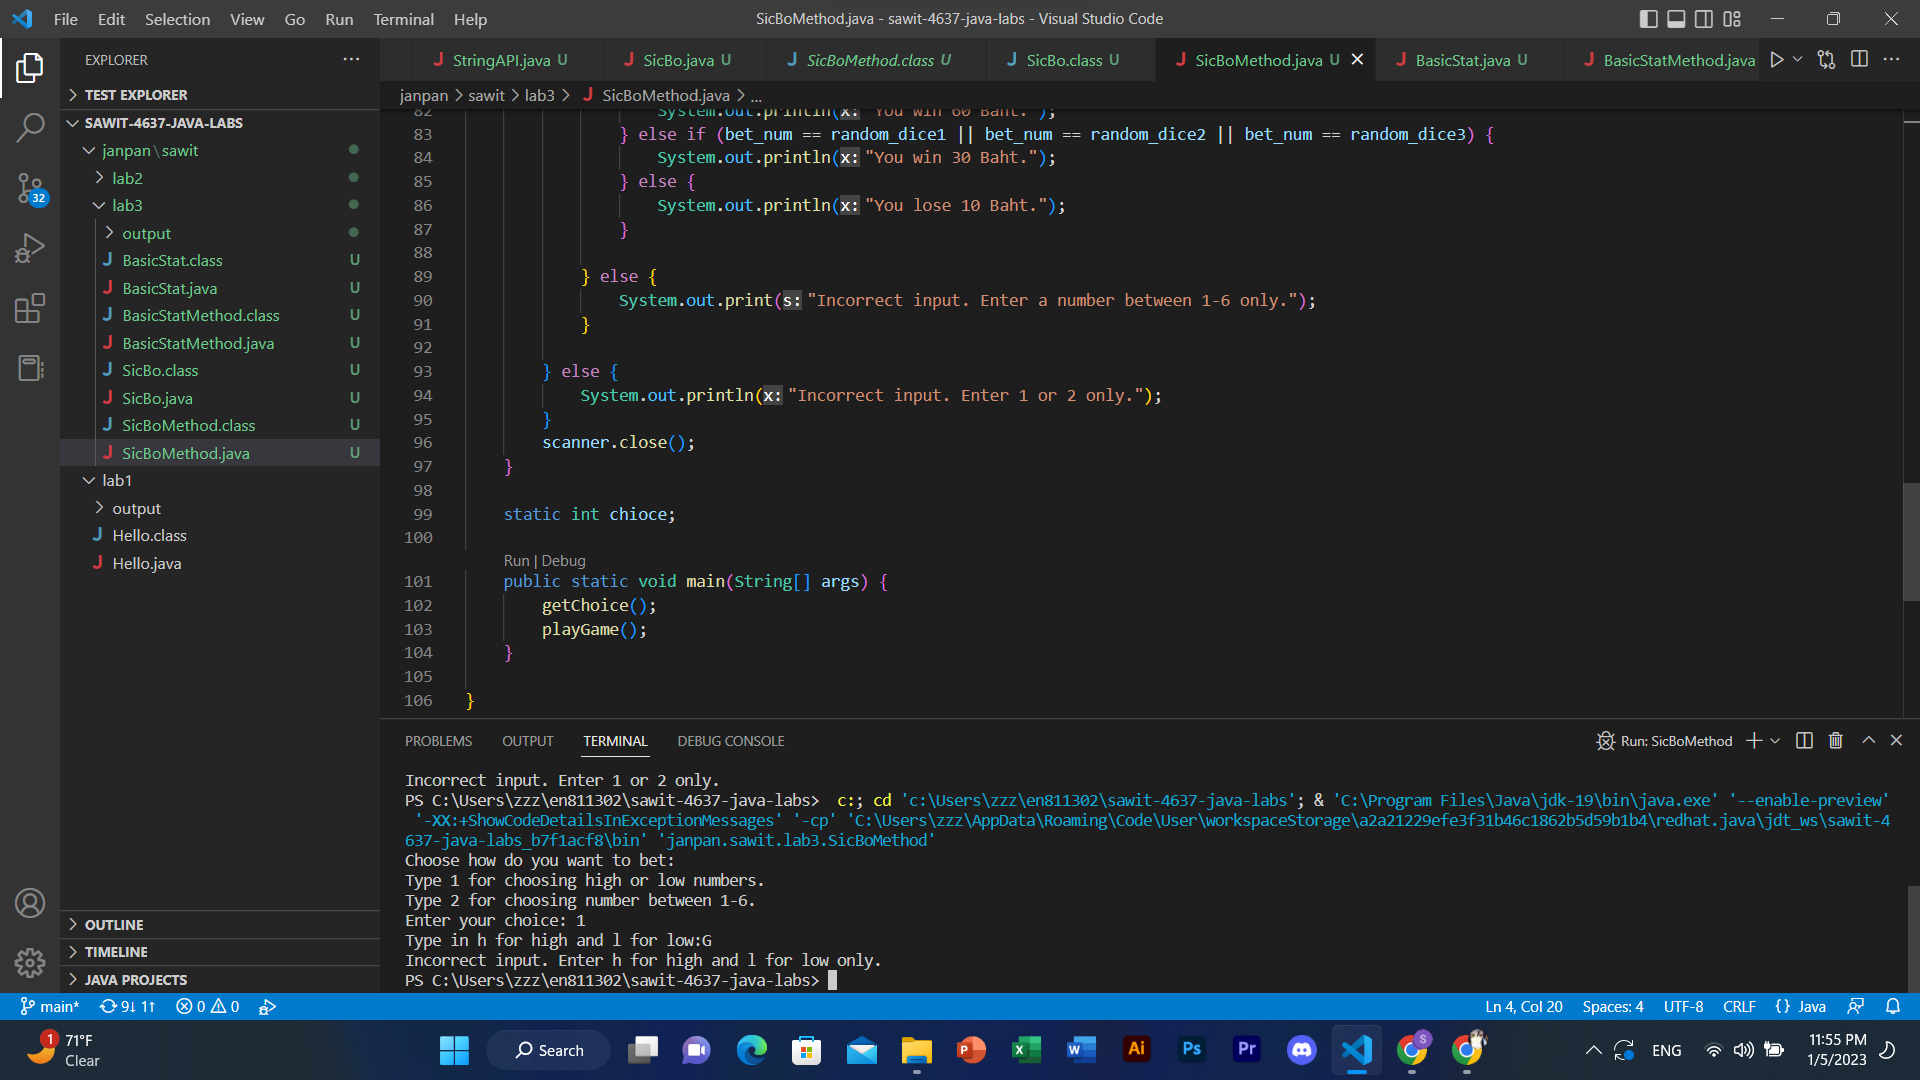 File Edit Selection View Go Run Terminal Help
SicBoMethod.java - sawit-4637-java-labs - Visual Studio Code
EXPLORER
StringAPI.java U
SicBo.java U
SicBoMethod.class U
SicBo.class U
SicBoMethod.java U
BasicStat.java U
BasicStatMethod.java
TEST EXPLORER
SAWIT-4637-JAVA-LABS
janpan\sawit
lab2
lab3
output
BasicStat.class U
BasicStat.java U
BasicStatMethod.class U
BasicStatMethod.java U
SicBo.class U
SicBo.java U
SicBoMethod.class U
SicBoMethod.java U
lab1
output
Hello.class
Hello.java
32
OUTLINE
TIMELINE
JAVA PROJECTS
janpan > sawit > lab3 > SicBoMethod.java > ...
82 System.out.println(x: "You win 60 Baht.");
83 } else if (bet_num == random_dice1 || bet_num == random_dice2 || bet_num == random_dice3) {
84 System.out.println(x: "You win 30 Baht.");
85 } else {
86 System.out.println(x: "You lose 10 Baht.");
87 }
88
89 } else {
90 System.out.print(s: "Incorrect input. Enter a number between 1-6 only.");
91 }
92
93 } else {
94 System.out.println(x: "Incorrect input. Enter 1 or 2 only.");
95 }
96 scanner.close();
97 }
98
99 static int chioce;
100
Run | Debug
101 public static void main(String[] args) {
102 getChoice();
103 playGame();
104 }
105
106 }
PROBLEMS OUTPUT TERMINAL DEBUG CONSOLE
Run: SicBoMethod
Incorrect input. Enter 1 or 2 only.
PS C:\Users\zzz\en811302\sawit-4637-java-labs>  c:; cd 'c:\Users\zzz\en811302\sawit-4637-java-labs'; & 'C:\Program Files\Java\jdk-19\bin\java.exe' '--enable-preview'
'-XX:+ShowCodeDetailsInExceptionMessages' '-cp' 'C:\Users\zzz\AppData\Roaming\Code\User\workspaceStorage\a2a21229efe3f31b46c1862b5d59b1b4\redhat.java\jdt_ws\sawit-4
637-java-labs_b7f1acf8\bin' 'janpan.sawit.lab3.SicBoMethod'
Choose how do you want to bet:
Type 1 for choosing high or low numbers.
Type 2 for choosing number between 1-6.
Enter your choice: 1
Type in h for high and l for low:G
Incorrect input. Enter h for high and l for low only.
PS C:\Users\zzz\en811302\sawit-4637-java-labs>
main* 9↓ 1↑ 0 0
Ln 4, Col 20 Spaces: 4 UTF-8 CRLF {} Java
1
71°F
Clear
Search
P
X
W
Ai
Ps
Pr
S
ENG
11:55 PM
1/5/2023